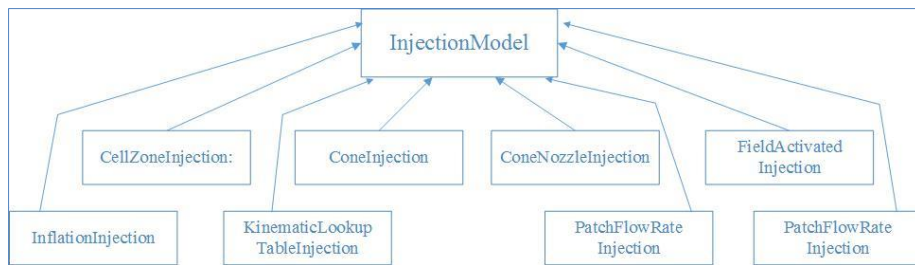 InjectionModel
CellZoneInjection:
ConeInjection
ConeNozzleInjection
FieldActivated
Injection
InflationInjection
KinematicLookup
TableInjection
PatchFlowRate
Injection
PatchFlowRate
Injection